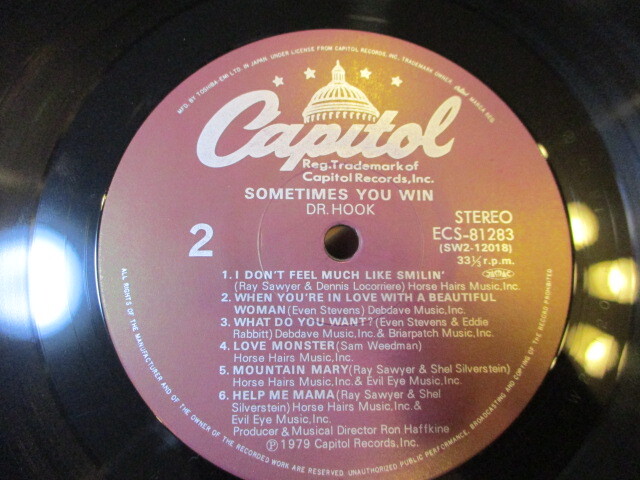 MFD. BY TOSHIBA-EMI LTD. IN JAPAN, UNDER LICENSE FROM CAPITOL RECORDS, INC. TRADEMARK OWNER. Capitol MARCA REG.
Capitol
Reg. Trademark of
Capitol Records, Inc.
SOMETIMES YOU WIN
DR. HOOK
2
STEREO
ECS-81283
(SW2-12018)
33⅓ r.p.m.
1. I DON'T FEEL MUCH LIKE SMILIN'
(Ray Sawyer & Dennis Locorriere) Horse Hairs Music, Inc.
2. WHEN YOU'RE IN LOVE WITH A BEAUTIFUL
WOMAN (Even Stevens) Debdave Music, Inc.
3. WHAT DO YOU WANT? (Even Stevens & Eddie
Rabbitt) Debdave Music, Inc. & Briarpatch Music, Inc.
4. LOVE MONSTER (Sam Weedman)
Horse Hairs Music, Inc.
5. MOUNTAIN MARY (Ray Sawyer & Shel Silverstein)
Horse Hairs Music, Inc. & Evil Eye Music, Inc.
6. HELP ME MAMA (Ray Sawyer & Shel
Silverstein) Horse Hairs Music, Inc. &
Evil Eye Music, Inc.
Producer & Musical Director Ron Haffkine
℗ 1979 Capitol Records, Inc.
ALL RIGHTS OF THE MANUFACTURER AND OF THE OWNER OF THE RECORDED WORK ARE RESERVED. UNAUTHORIZED PUBLIC PERFORMANCE, BROADCASTING AND COPYING OF THE RECORD PROHIBITED